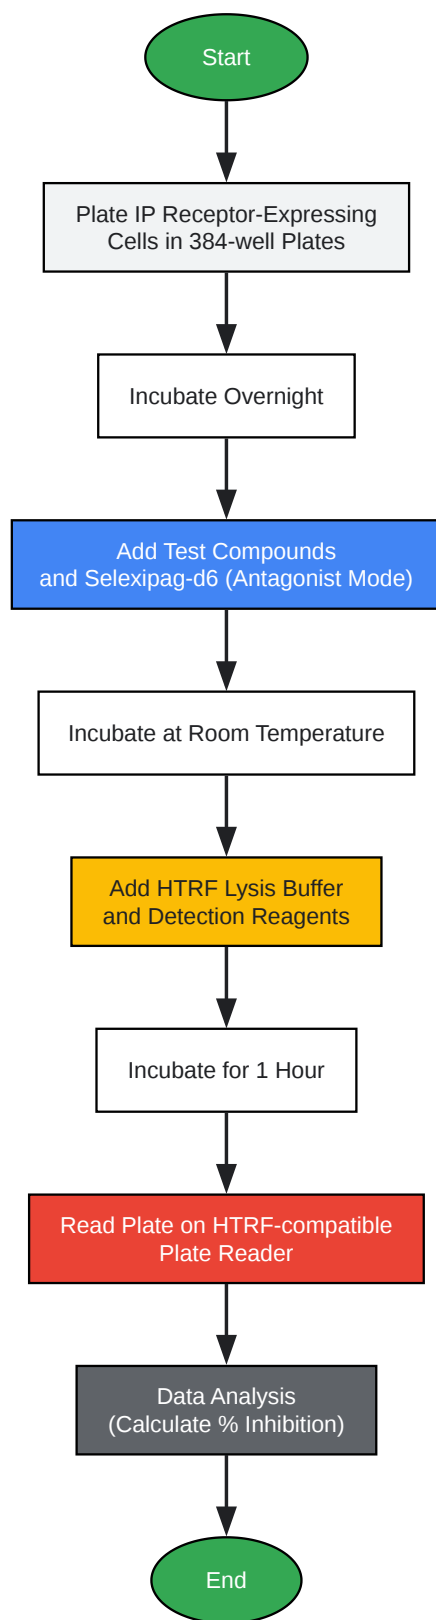 Start
Plate IP Receptor-Expressing
Cells in 384-well Plates
Incubate Overnight
Add Test Compounds
and Selexipag-d6 (Antagonist Mode)
Incubate at Room Temperature
Add HTRF Lysis Buffer
and Detection Reagents
Incubate for 1 Hour
Read Plate on HTRF-compatible
Plate Reader
Data Analysis
(Calculate % Inhibition)
End